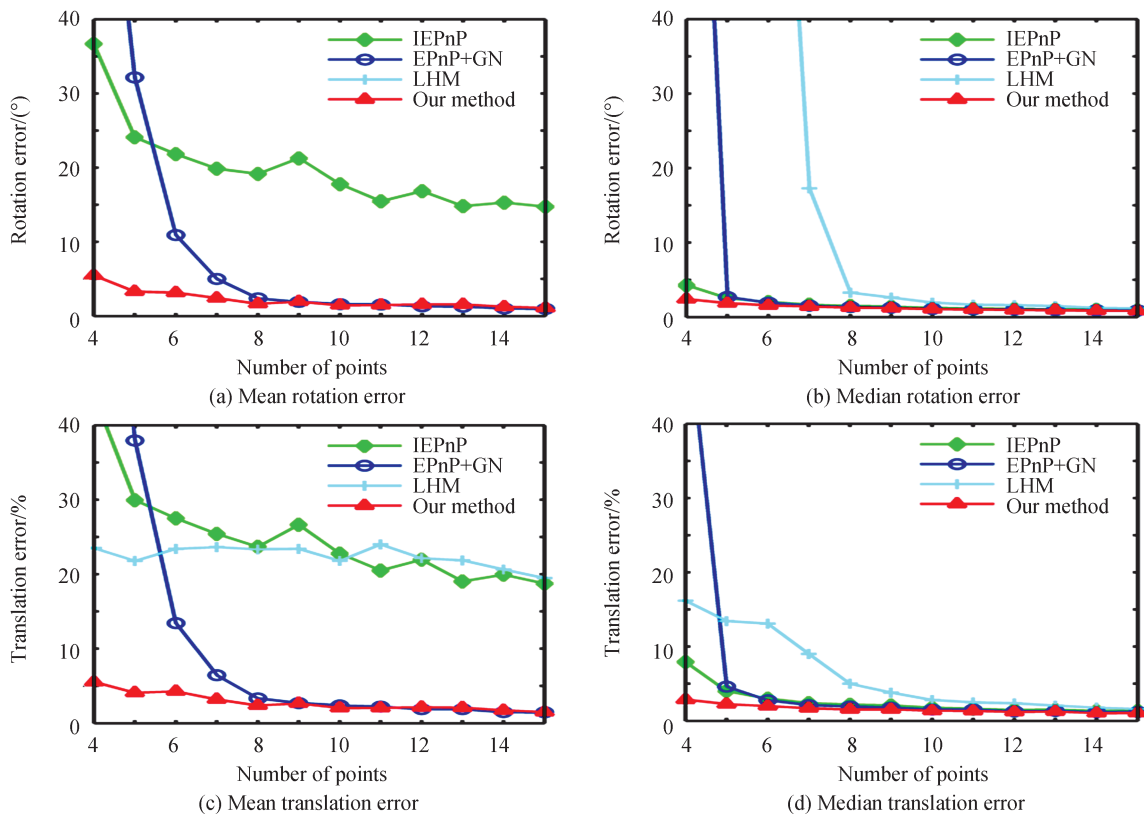 40
30
20
10
0
Rotation error/(°)
IEPnP
EPnP+GN
LHM
Our method
4 6 8 10 12 14
Number of points
(a) Mean rotation error
40
30
20
10
0
Rotation error/(°)
IEPnP
EPnP+GN
LHM
Our method
4 6 8 10 12 14
Number of points
(b) Median rotation error
40
30
20
10
0
Translation error/%
IEPnP
EPnP+GN
LHM
Our method
4 6 8 10 12 14
Number of points
(c) Mean translation error
40
30
20
10
0
Translation error/%
IEPnP
EPnP+GN
LHM
Our method
4 6 8 10 12 14
Number of points
(d) Median translation error